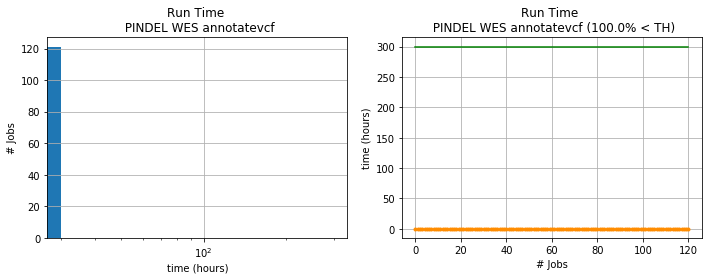 Run Time
PINDEL WES annotatevcf
120
100
80
60
40
20
0
# Jobs
10²
time (hours)
Run Time
PINDEL WES annotatevcf (100.0% < TH)
300
250
200
150
100
50
0
time (hours)
0 20 40 60 80 100 120
# Jobs